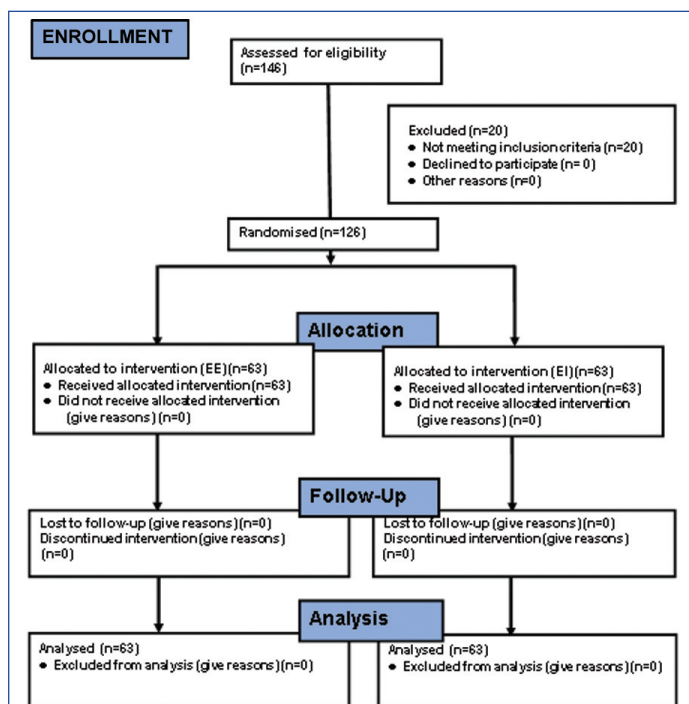 ENROLLMENT
Assessed for eligibility
(n=146)
Excluded (n=20)
● Not meeting inclusion criteria (n=20)
● Declined to participate (n= 0)
● Other reasons (n=0)
Randomised (n=126)
Allocation
Allocated to intervention (EE)(n=63)
● Received allocated intervention (n=63)
● Did not receive allocated intervention
(give reasons) (n=0)
Allocated to intervention (EI)(n=63)
● Received allocated intervention (n=63)
● Did not receive allocated intervention
(give reasons) (n=0)
Follow-Up
Lost to follow-up (give reasons)(n=0)
Discontinued intervention (give reasons)
(n=0)
Lost to follow-up (give reasons)(n=0)
Discontinued intervention (give reasons)
(n=0)
Analysis
Analysed (n=63)
● Excluded from analysis (give reasons)(n=0)
Analysed (n=63)
● Excluded from analysis (give reasons)(n=0)